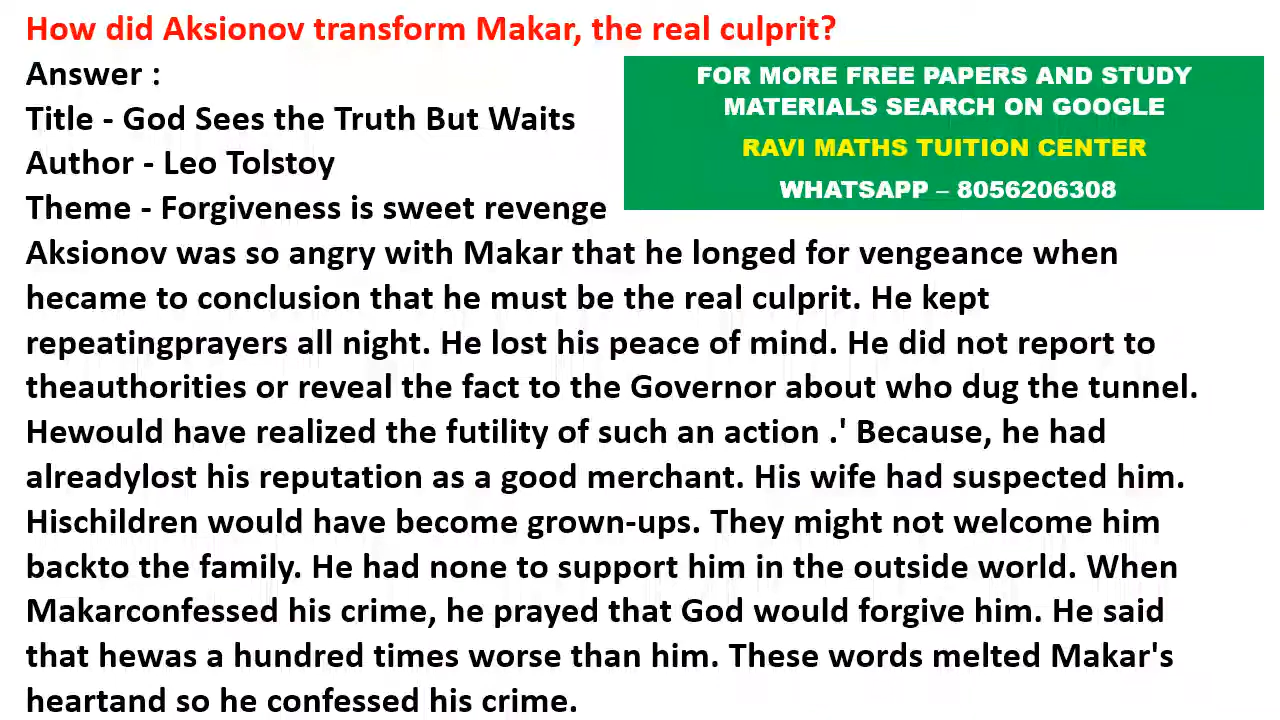 How did Aksionov transform Makar, the real culprit?
Answer :
Title - God Sees the Truth But Waits
Author - Leo Tolstoy
Theme - Forgiveness is sweet revenge
FOR MORE FREE PAPERS AND STUDY
MATERIALS SEARCH ON GOOGLE
RAVI MATHS TUITION CENTER
WHATSAPP – 8056206308
Aksionov was so angry with Makar that he longed for vengeance when
hecame to conclusion that he must be the real culprit. He kept
repeatingprayers all night. He lost his peace of mind. He did not report to
theauthorities or reveal the fact to the Governor about who dug the tunnel.
Hewould have realized the futility of such an action .' Because, he had
alreadylost his reputation as a good merchant. His wife had suspected him.
Hischildren would have become grown-ups. They might not welcome him
backto the family. He had none to support him in the outside world. When
Makarconfessed his crime, he prayed that God would forgive him. He said
that hewas a hundred times worse than him. These words melted Makar's
heartand so he confessed his crime.